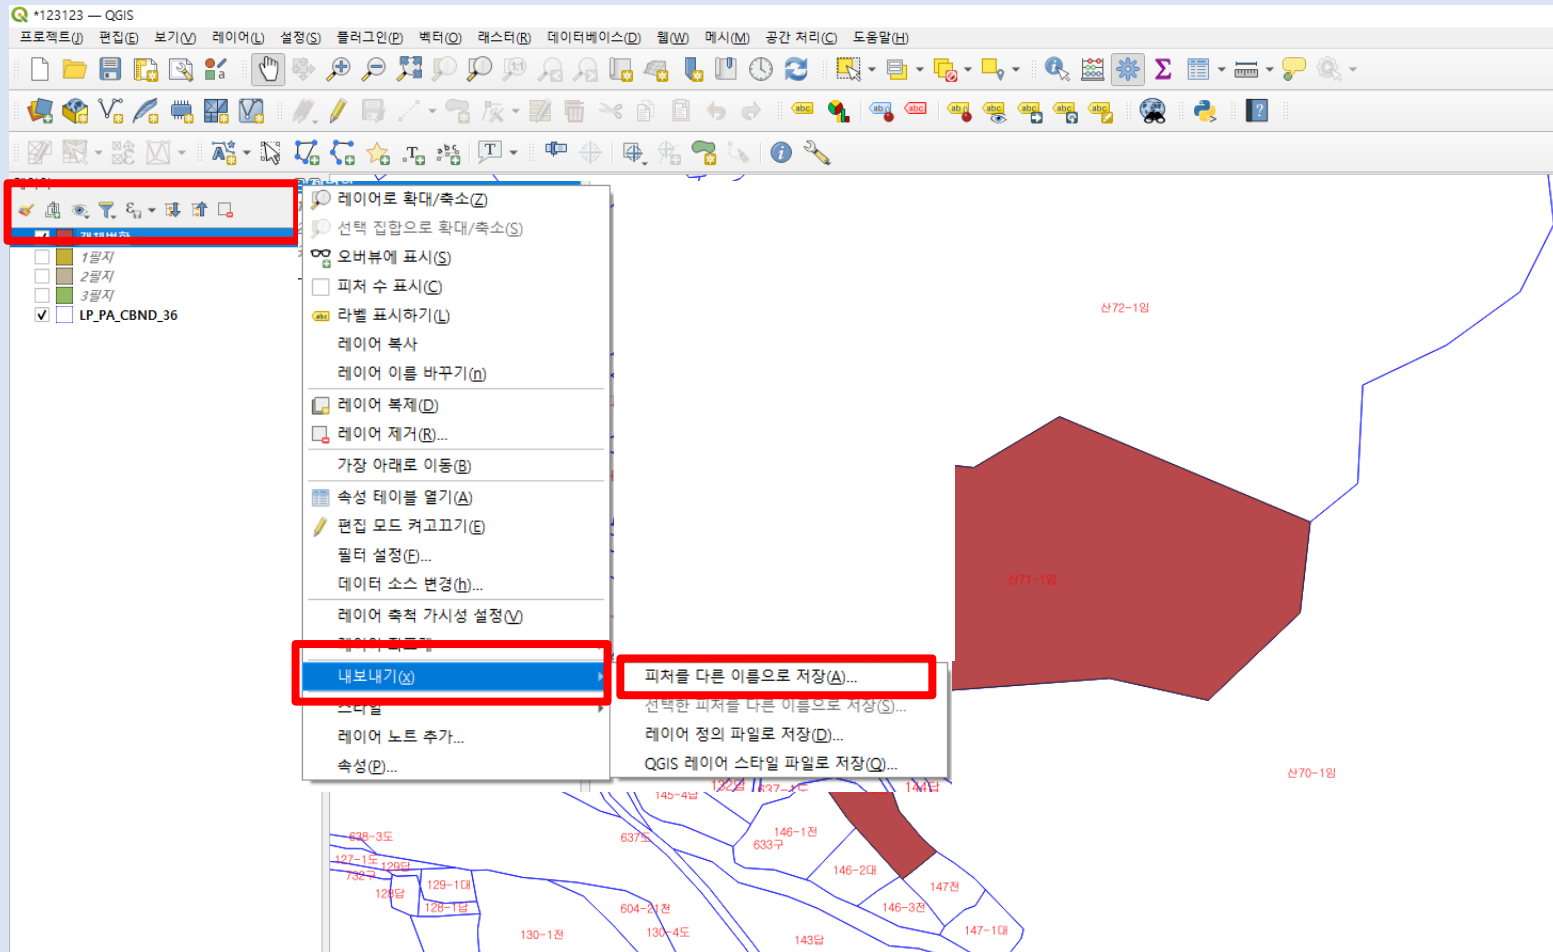 *123123 — QGIS
프로젝트(J) 편집(E) 보기(V) 레이어(L) 설정(S) 플러그인(P) 벡터(O) 래스터(R) 데이터베이스(D) 웹(W) 메시(M) 공간 처리(C) 도움말(H)
레이어로 확대/축소(Z)
선택 집합으로 확대/축소(S)
오버뷰에 표시(S)
피처 수 표시(C)
라벨 표시하기(L)
레이어 복사
레이어 이름 바꾸기(n)
레이어 복제(D)
레이어 제거(R)...
가장 아래로 이동(B)
속성 테이블 열기(A)
편집 모드 켜고끄기(E)
필터 설정(F)...
데이터 소스 변경(h)...
레이어 축척 가시성 설정(V)
내보내기(x)
스타일
레이어 노트 추가...
속성(P)...
피처를 다른 이름으로 저장(A)...
선택한 피처를 다른 이름으로 저장(S)...
레이어 정의 파일로 저장(D)...
QGIS 레이어 스타일 파일로 저장(Q)...
1필지
2필지
3필지
LP_PA_CBND_36
산72-1임
산71-1임
산70-1임
132답
637-1도
144답
145-4답
638-3도
637도
146-1전
633구
127-1도
129답
732구
129-1대
146-2대
147전
128답
128-1답
604-21천
146-3전
130-1전
130-4도
143답
147-1대